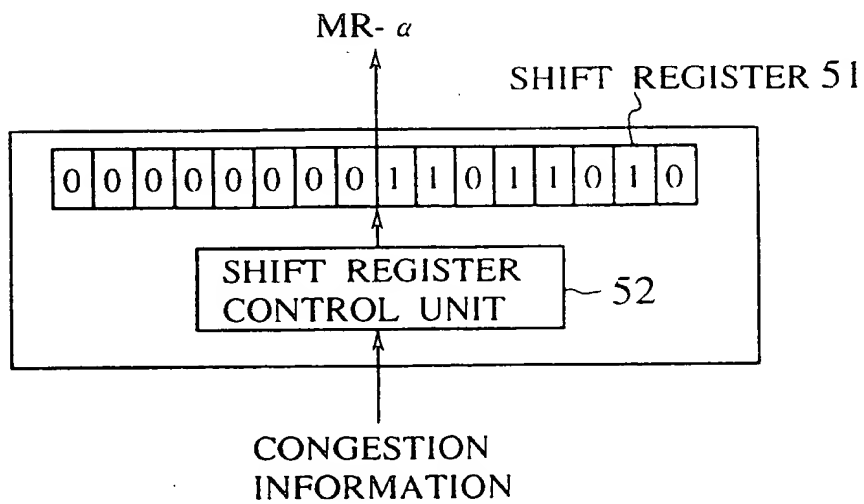 MR- α
SHIFT REGISTER 51
0 0 0 0 0 0 0 0 1 1 0 1 1 0 1 0
SHIFT REGISTER
CONTROL UNIT
52
CONGESTION
INFORMATION